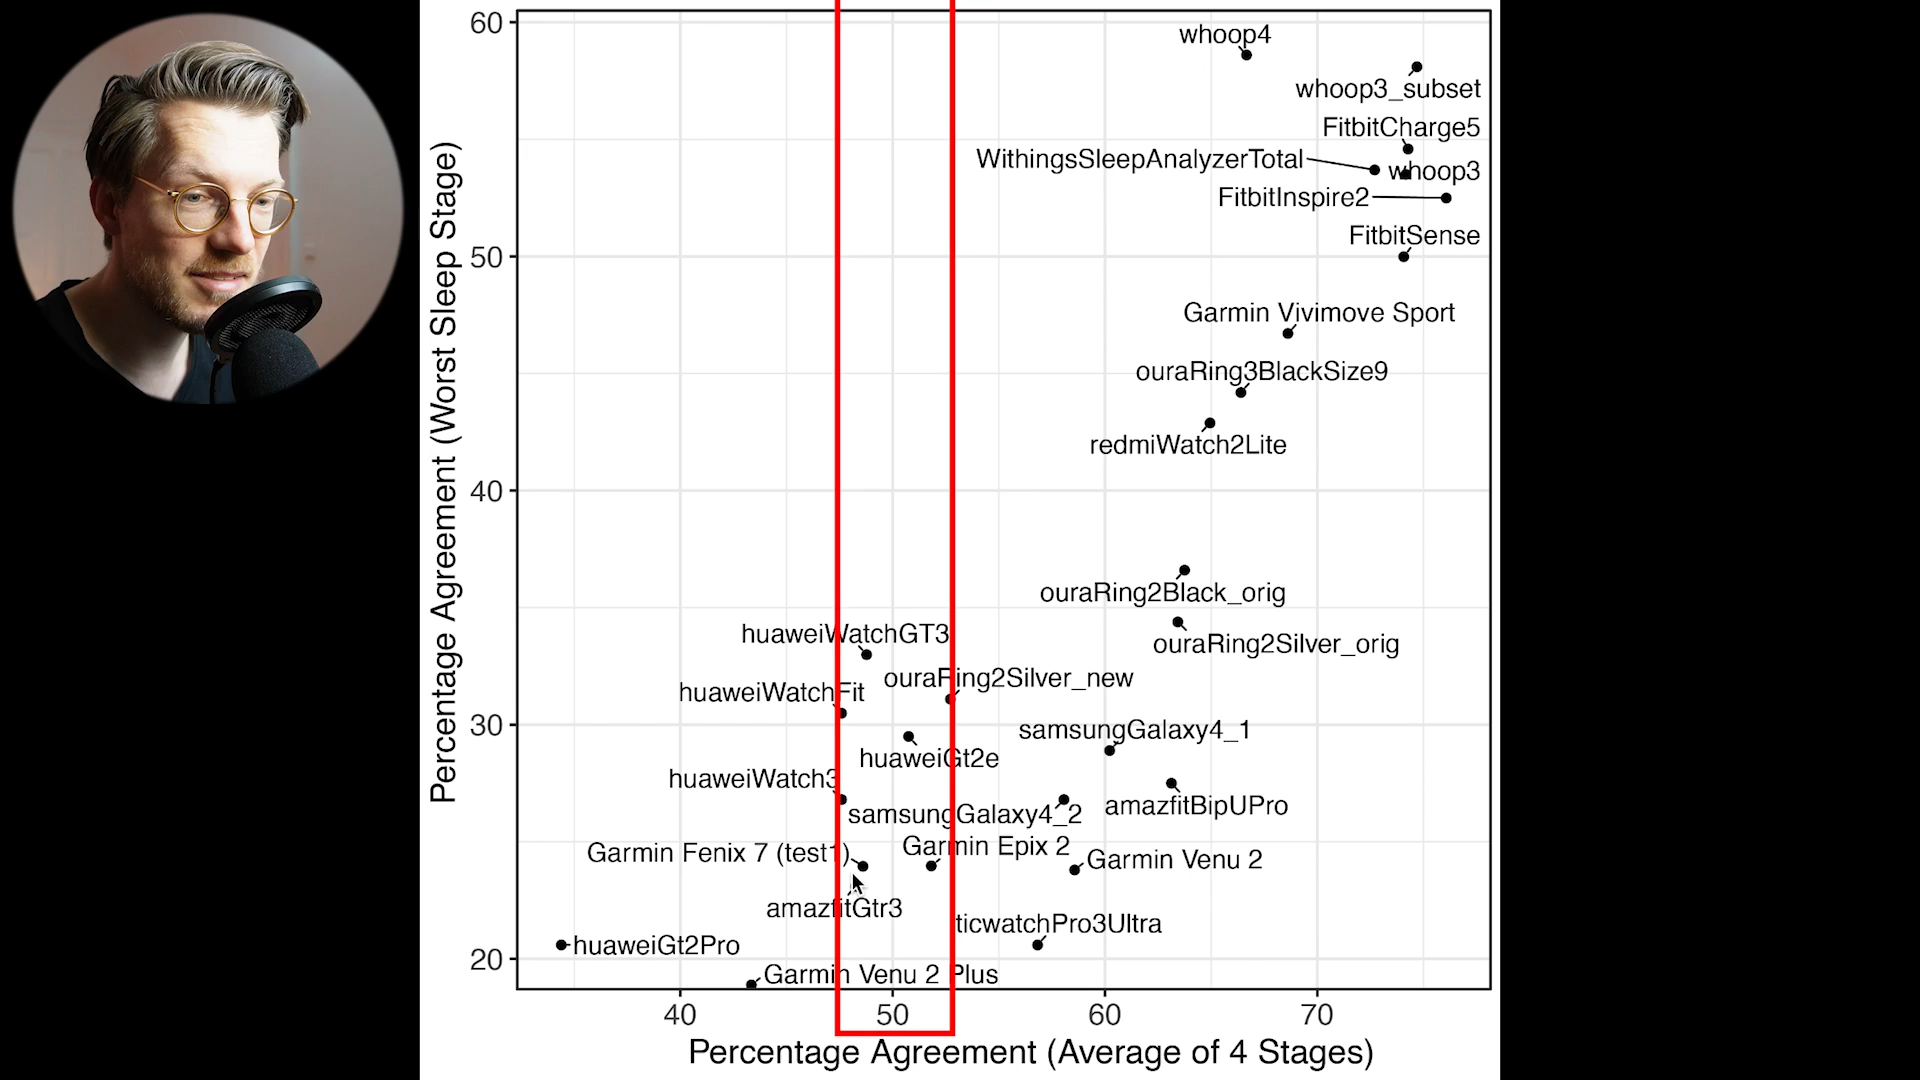 60
whoop4
whoop3_subset
FitbitCharge5
WithingsSleepAnalyzerTotal
whoop3
FitbitInspire2
FitbitSense
50
Garmin Vivimove Sport
ouraRing3BlackSize9
redmiWatch2Lite
40
ouraRing2Black_orig
huaweiWatchGT3
ouraRing2Silver_orig
ouraRing2Silver_new
huaweiWatchFit
30
samsungGalaxy4_1
huaweiGt2e
huaweiWatch3
amazfitBipUPro
samsungGalaxy4_2
Garmin Epix 2
Garmin Fenix 7 (test1)
Garmin Venu 2
amazfitGtr3
ticwatchPro3Ultra
huaweiGt2Pro
20
Garmin Venu 2 Plus
40 50 60 70
Percentage Agreement (Average of 4 Stages)
Percentage Agreement (Worst Sleep Stage)